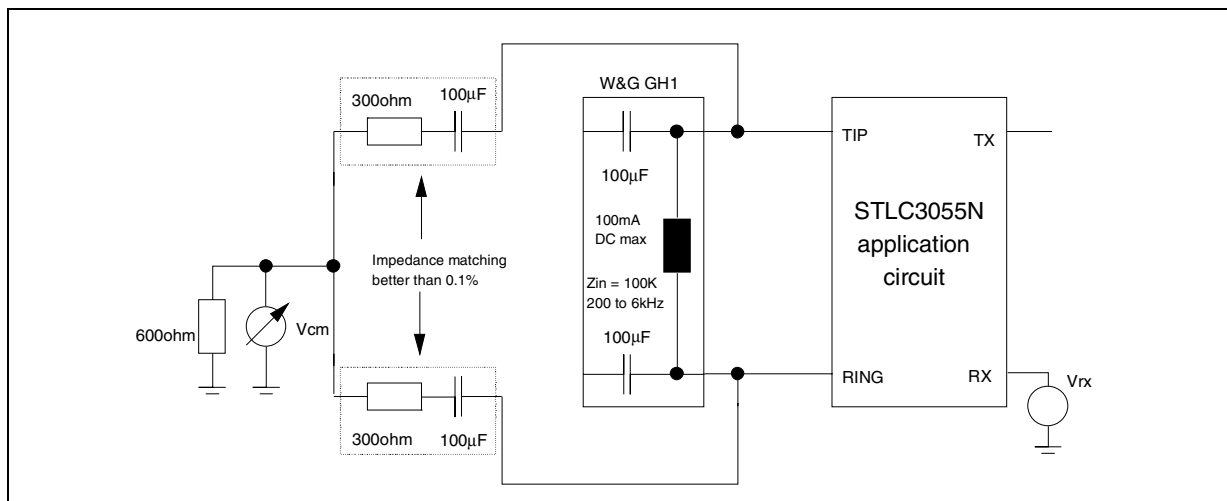 300ohm
100μF
W&G GH1
TIP
TX
100μF
STLC3055N
application
circuit
100mA
DC max
Impedance matching
better than 0.1%
Zin = 100K
200 to 6kHz
Vcm
600ohm
100μF
RING
RX
Vrx
300ohm
100μF